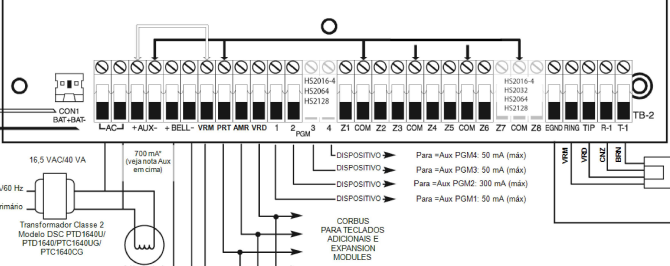 HS2016-4
HS2064
HS2128
HS2016-4
HS2032
HS2064
HS2128
CON1
BAT+BAT-
TB-2
AC
+AUX-
+ BELL-
VRM PRT AMR VRD 1 2 3 4
PGM
Z1 COM Z2 Z3 COM Z4 Z5 COM Z6 Z7 COM Z8
EGND RING TIP R-1 T-1
16,5 VAC/40 VA
700 mA*
(veja nota Aux
em cima)
/60 Hz
rimário
Transformador Classe 2
Modelo DSC PTD1640U/
PTD1640/PTC1640UG/
PTC1640CG
DISPOSITIVO
Para =Aux PGM4: 50 mA (máx)
DISPOSITIVO
Para =Aux PGM3: 50 mA (máx)
DISPOSITIVO
Para =Aux PGM2: 300 mA (máx)
DISPOSITIVO
Para =Aux PGM1: 50 mA (máx)
CORBUS
PARA TECLADOS
ADICIONAIS E
EXPANSION
MODULES
VRM
VRD
CNZ
BRN